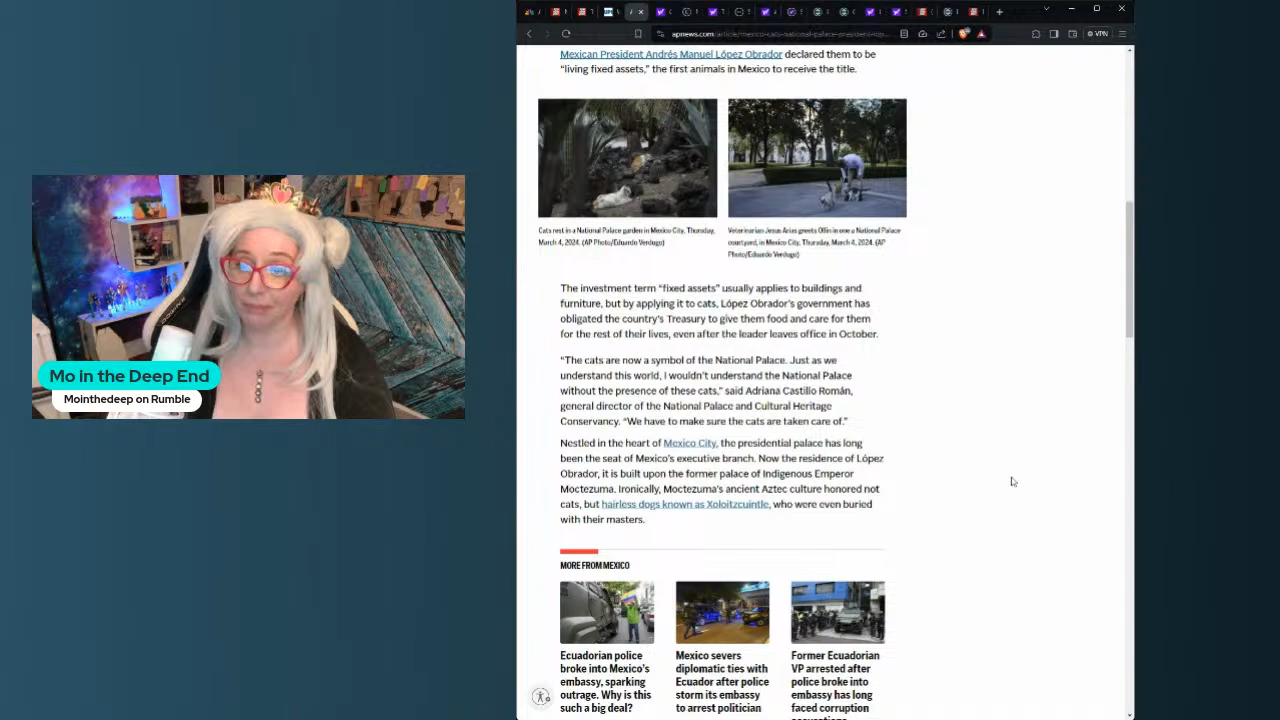 apnews.com/article/mexico-cats-national-palace-president-
VPN
Mexican President Andrés Manuel López Obrador declared them to be
“living fixed assets,” the first animals in Mexico to receive the title.
Cats rest in a National Palace garden in Mexico City, Thursday,
March 4, 2024. (AP Photo/Eduardo Verdugo)
Veterinarian Jesus Arias greets Ollin in one a National Palace
courtyard, in Mexico City, Thursday, March 4, 2024. (AP
Photo/Eduardo Verdugo)
The investment term “fixed assets” usually applies to buildings and
furniture, but by applying it to cats, López Obrador’s government has
obligated the country’s Treasury to give them food and care for them
for the rest of their lives, even after the leader leaves office in October.
“The cats are now a symbol of the National Palace. Just as we
understand this world, I wouldn’t understand the National Palace
without the presence of these cats,” said Adriana Castillo Román,
general director of the National Palace and Cultural Heritage
Conservancy. “We have to make sure the cats are taken care of.”
Nestled in the heart of Mexico City, the presidential palace has long
been the seat of Mexico’s executive branch. Now the residence of López
Obrador, it is built upon the former palace of Indigenous Emperor
Moctezuma. Ironically, Moctezuma’s ancient Aztec culture honored not
cats, but hairless dogs known as Xoloitzcuintle, who were even buried
with their masters.
MORE FROM MEXICO
Ecuadorian police
broke into Mexico’s
embassy, sparking
outrage. Why is this
such a big deal?
Mexico severs
diplomatic ties with
Ecuador after police
storm its embassy
to arrest politician
Former Ecuadorian
VP arrested after
police broke into
embassy has long
faced corruption
Mo in the Deep End
Mointhedeep on Rumble